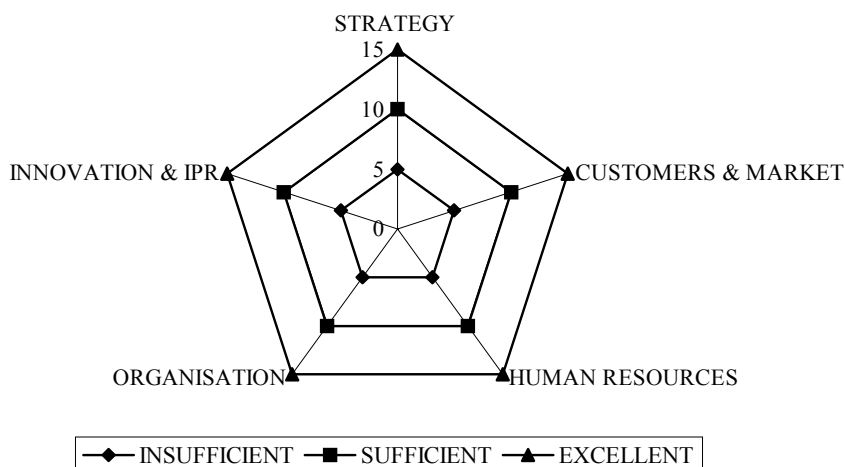 STRATEGY
15
10
5
0
INNOVATION & IPR
CUSTOMERS & MARKET
ORGANISATION
HUMAN RESOURCES
INSUFFICIENT SUFFICIENT EXCELLENT